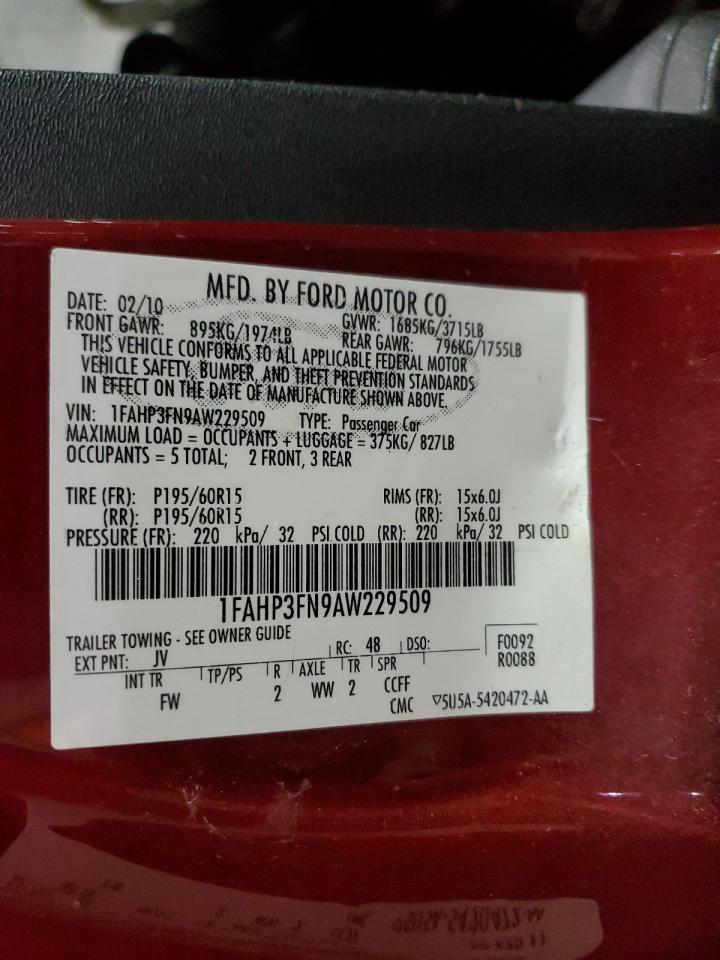 MFD. BY FORD MOTOR CO.
DATE: 02/10 GVWR: 1685KG/3715LB
FRONT GAWR: 895KG/1974LB REAR GAWR: 796KG/1755LB
THIS VEHICLE CONFORMS TO ALL APPLICABLE FEDERAL MOTOR
VEHICLE SAFETY, BUMPER, AND THEFT PREVENTION STANDARDS
IN EFFECT ON THE DATE OF MANUFACTURE SHOWN ABOVE.
VIN: 1FAHP3FN9AW229509 TYPE: Passenger Car
MAXIMUM LOAD = OCCUPANTS + LUGGAGE = 375KG/ 827LB
OCCUPANTS = 5 TOTAL; 2 FRONT, 3 REAR
TIRE (FR): P195/60R15 RIMS (FR): 15x6.0J
(RR): P195/60R15 (RR): 15x6.0J
PRESSURE (FR): 220 kPa/ 32 PSI COLD (RR): 220 kPa/ 32 PSI COLD
1FAHP3FN9AW229509
TRAILER TOWING - SEE OWNER GUIDE
EXT PNT: JV RC: 48 DSO: F0092
R0088
INT TR TP/PS R AXLE TR SPR
FW 2 WW 2 CCFF
CMC ▽5U5A-5420472-AA